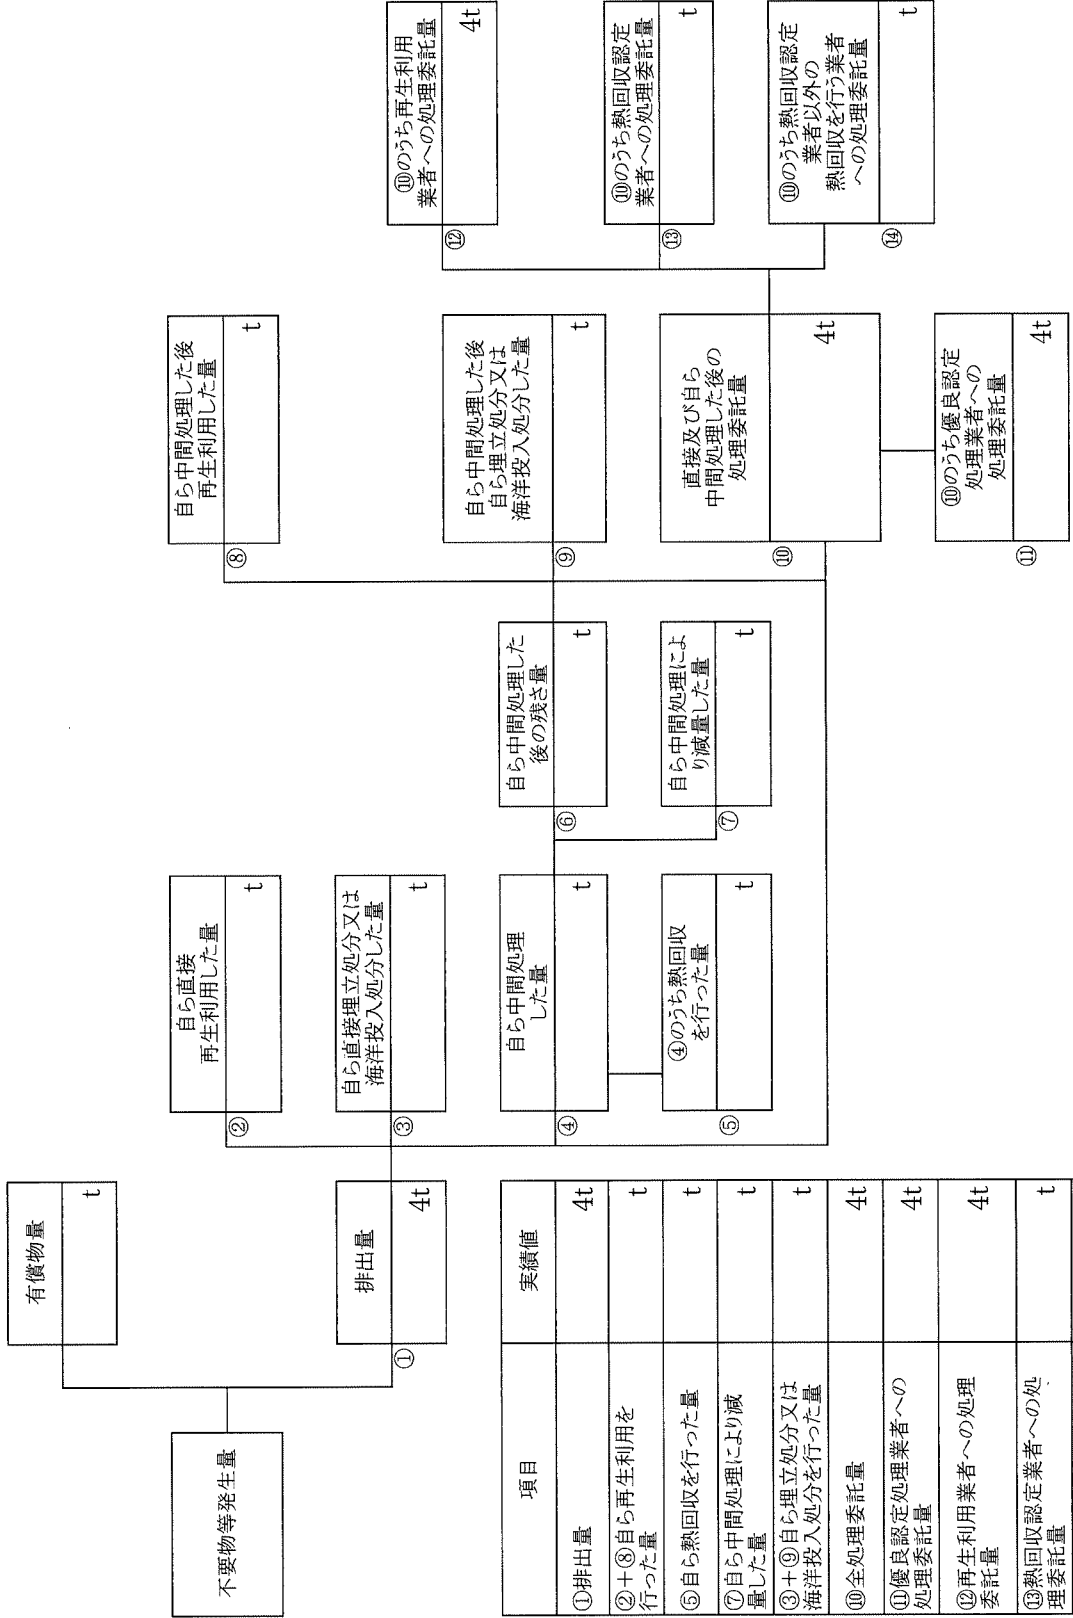 不要物等発生量
有償物量
t
①
排出量
4t
②
自ら直接
再生利用した量
t
③
自ら直接埋立処分又は
海洋投入処分した量
t
④
自ら中間処理
した量
t
⑤
④のうち熱回収
を行った量
t
⑥
自ら中間処理した
後の残さ量
t
⑦
自ら中間処理によ
り減量した量
t
⑧
自ら中間処理した後
再生利用した量
t
⑨
自ら中間処理した後
自ら埋立処分又は
海洋投入処分した量
t
⑩
直接及び自ら
中間処理した後の
処理委託量
4t
⑪
⑩のうち優良認定
処理業者への
処理委託量
4t
⑫
⑩のうち再生利用
業者への処理委託量
4t
⑬
⑩のうち熱回収認定
業者への処理委託量
t
⑭
⑩のうち熱回収認定
業者以外の
熱回収を行う業者
への処理委託量
t
項目 実績値
①排出量 4t
②+⑧自ら再生利用を
行った量 t
⑤自ら熱回収を行った量 t
⑦自ら中間処理により減
量した量 t
③+⑨自ら埋立処分又は
海洋投入処分を行った量 t
⑩全処理委託量 4t
⑪優良認定処理業者への
処理委託量 4t
⑫再生利用業者への処理
委託量 4t
⑬熱回収認定業者への処
理委託量 t